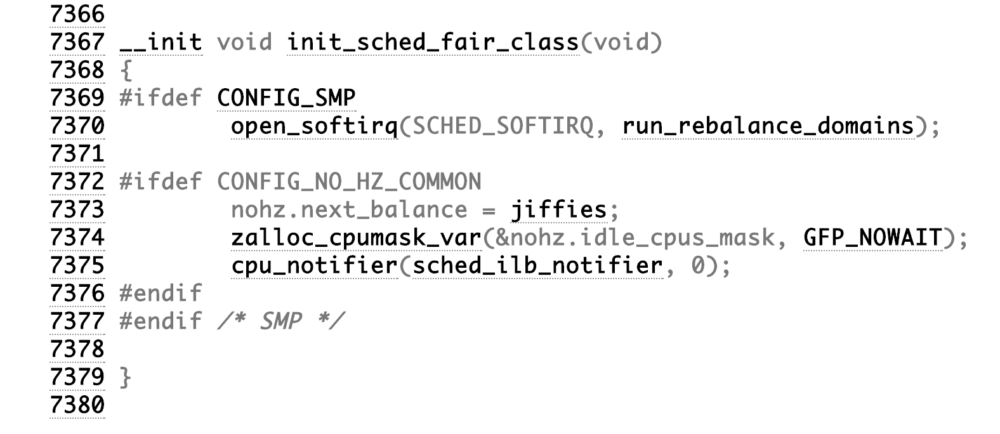 7366
7367 __init void init_sched_fair_class(void)
7368 {
7369 #ifdef CONFIG_SMP
7370         open_softirq(SCHED_SOFTIRQ, run_rebalance_domains);
7371
7372 #ifdef CONFIG_NO_HZ_COMMON
7373         nohz.next_balance = jiffies;
7374         zalloc_cpumask_var(&nohz.idle_cpus_mask, GFP_NOWAIT);
7375         cpu_notifier(sched_ilb_notifier, 0);
7376 #endif
7377 #endif /* SMP */
7378
7379 }
7380